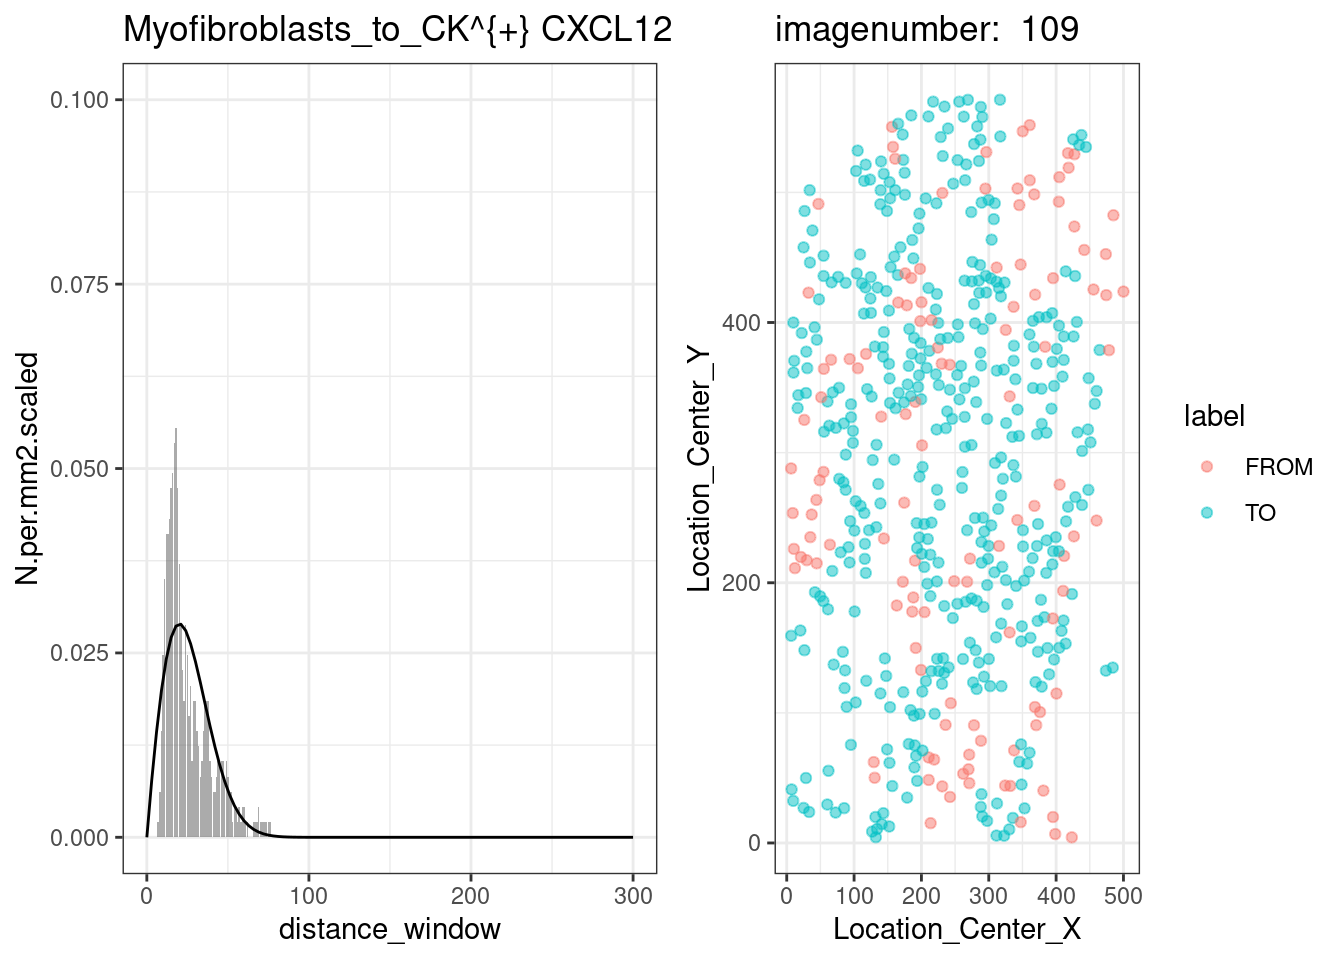 Myofibroblasts_to_CK^{+} CXCL12
N.per.mm2.scaled
0.100
0.075
0.050
0.025
0.000
0 100 200 300
distance_window
imagenumber:  109
Location_Center_Y
400
200
0
0 100 200 300 400 500
Location_Center_X
label
FROM
TO